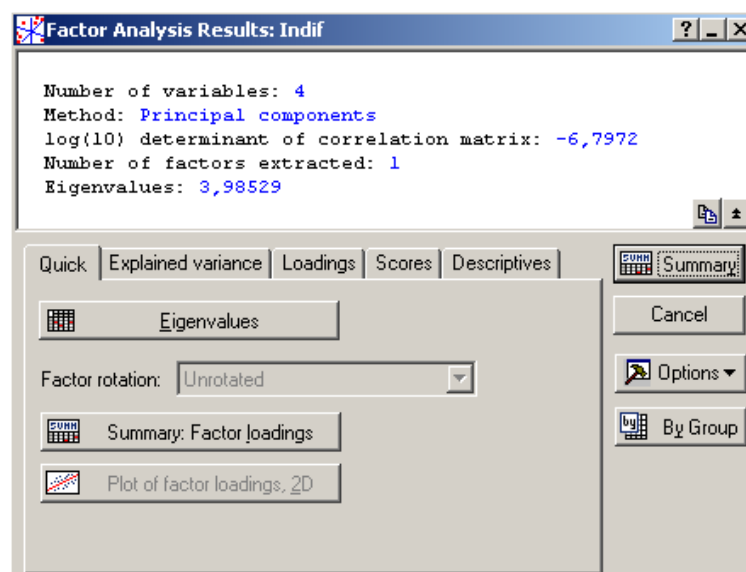 Factor Analysis Results: Indif
Number of variables: 4
Method: Principal components
log(10) determinant of correlation matrix: -6,7972
Number of factors extracted: 1
Eigenvalues: 3,98529
Quick Explained variance Loadings Scores Descriptives
Summary
Eigenvalues
Cancel
Factor rotation: Unrotated
Options
Summary: Factor loadings
By Group
Plot of factor loadings, 2D